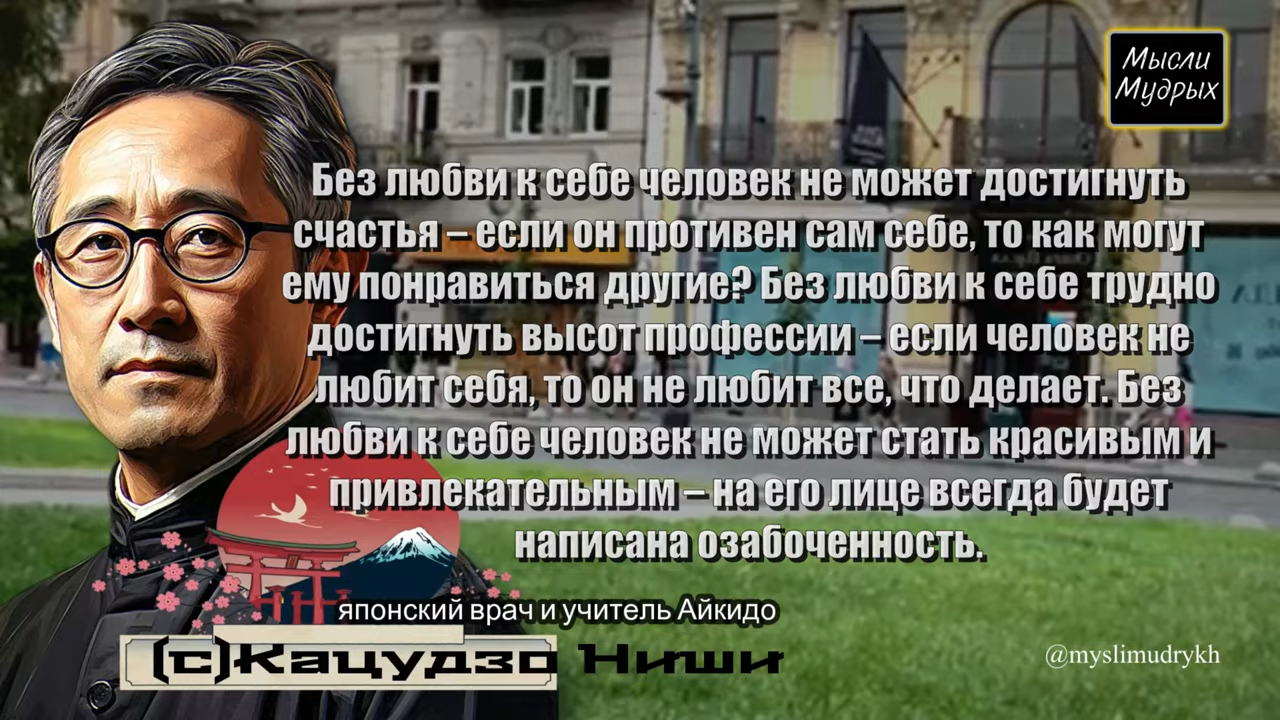 Мысли
Мудрых
Без любви к себе человек не может достигнуть
счастья – если он противен сам себе, то как могут
ему понравиться другие? Без любви к себе трудно
достигнуть высот профессии – если человек не
любит себя, то он не любит все, что делает. Без
любви к себе человек не может стать красивым и
привлекательным – на его лице всегда будет
написана озабоченность.
японский врач и учитель Айкидо
(с)Кацудзо Ниши
@myslimudrykh